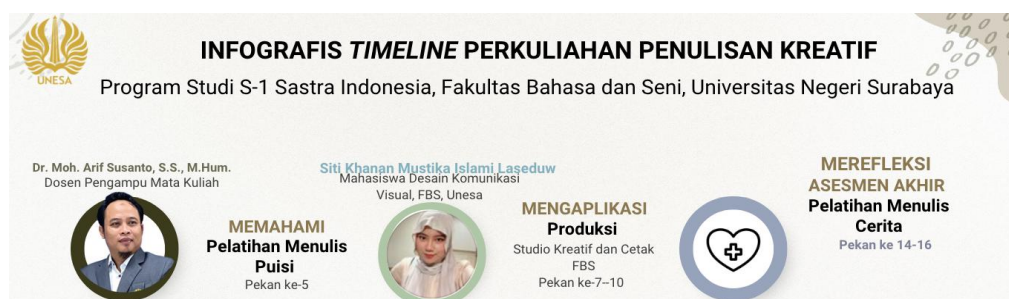 UNESA
INFOGRAFIS TIMELINE PERKULIAHAN PENULISAN KREATIF
Program Studi S-1 Sastra Indonesia, Fakultas Bahasa dan Seni, Universitas Negeri Surabaya
Dr. Moh. Arif Susanto, S.S., M.Hum.
Dosen Pengampu Mata Kuliah
MEMAHAMI
Pelatihan Menulis
Puisi
Pekan ke-5
Siti Khanan Mustika Islami Laseduw
Mahasiswa Desain Komunikasi
Visual, FBS, Unesa
MENGAPLIKASI
Produksi
Studio Kreatif dan Cetak
FBS
Pekan ke-7--10
MEREFLEKSI
ASESMEN AKHIR
Pelatihan Menulis
Cerita
Pekan ke 14-16